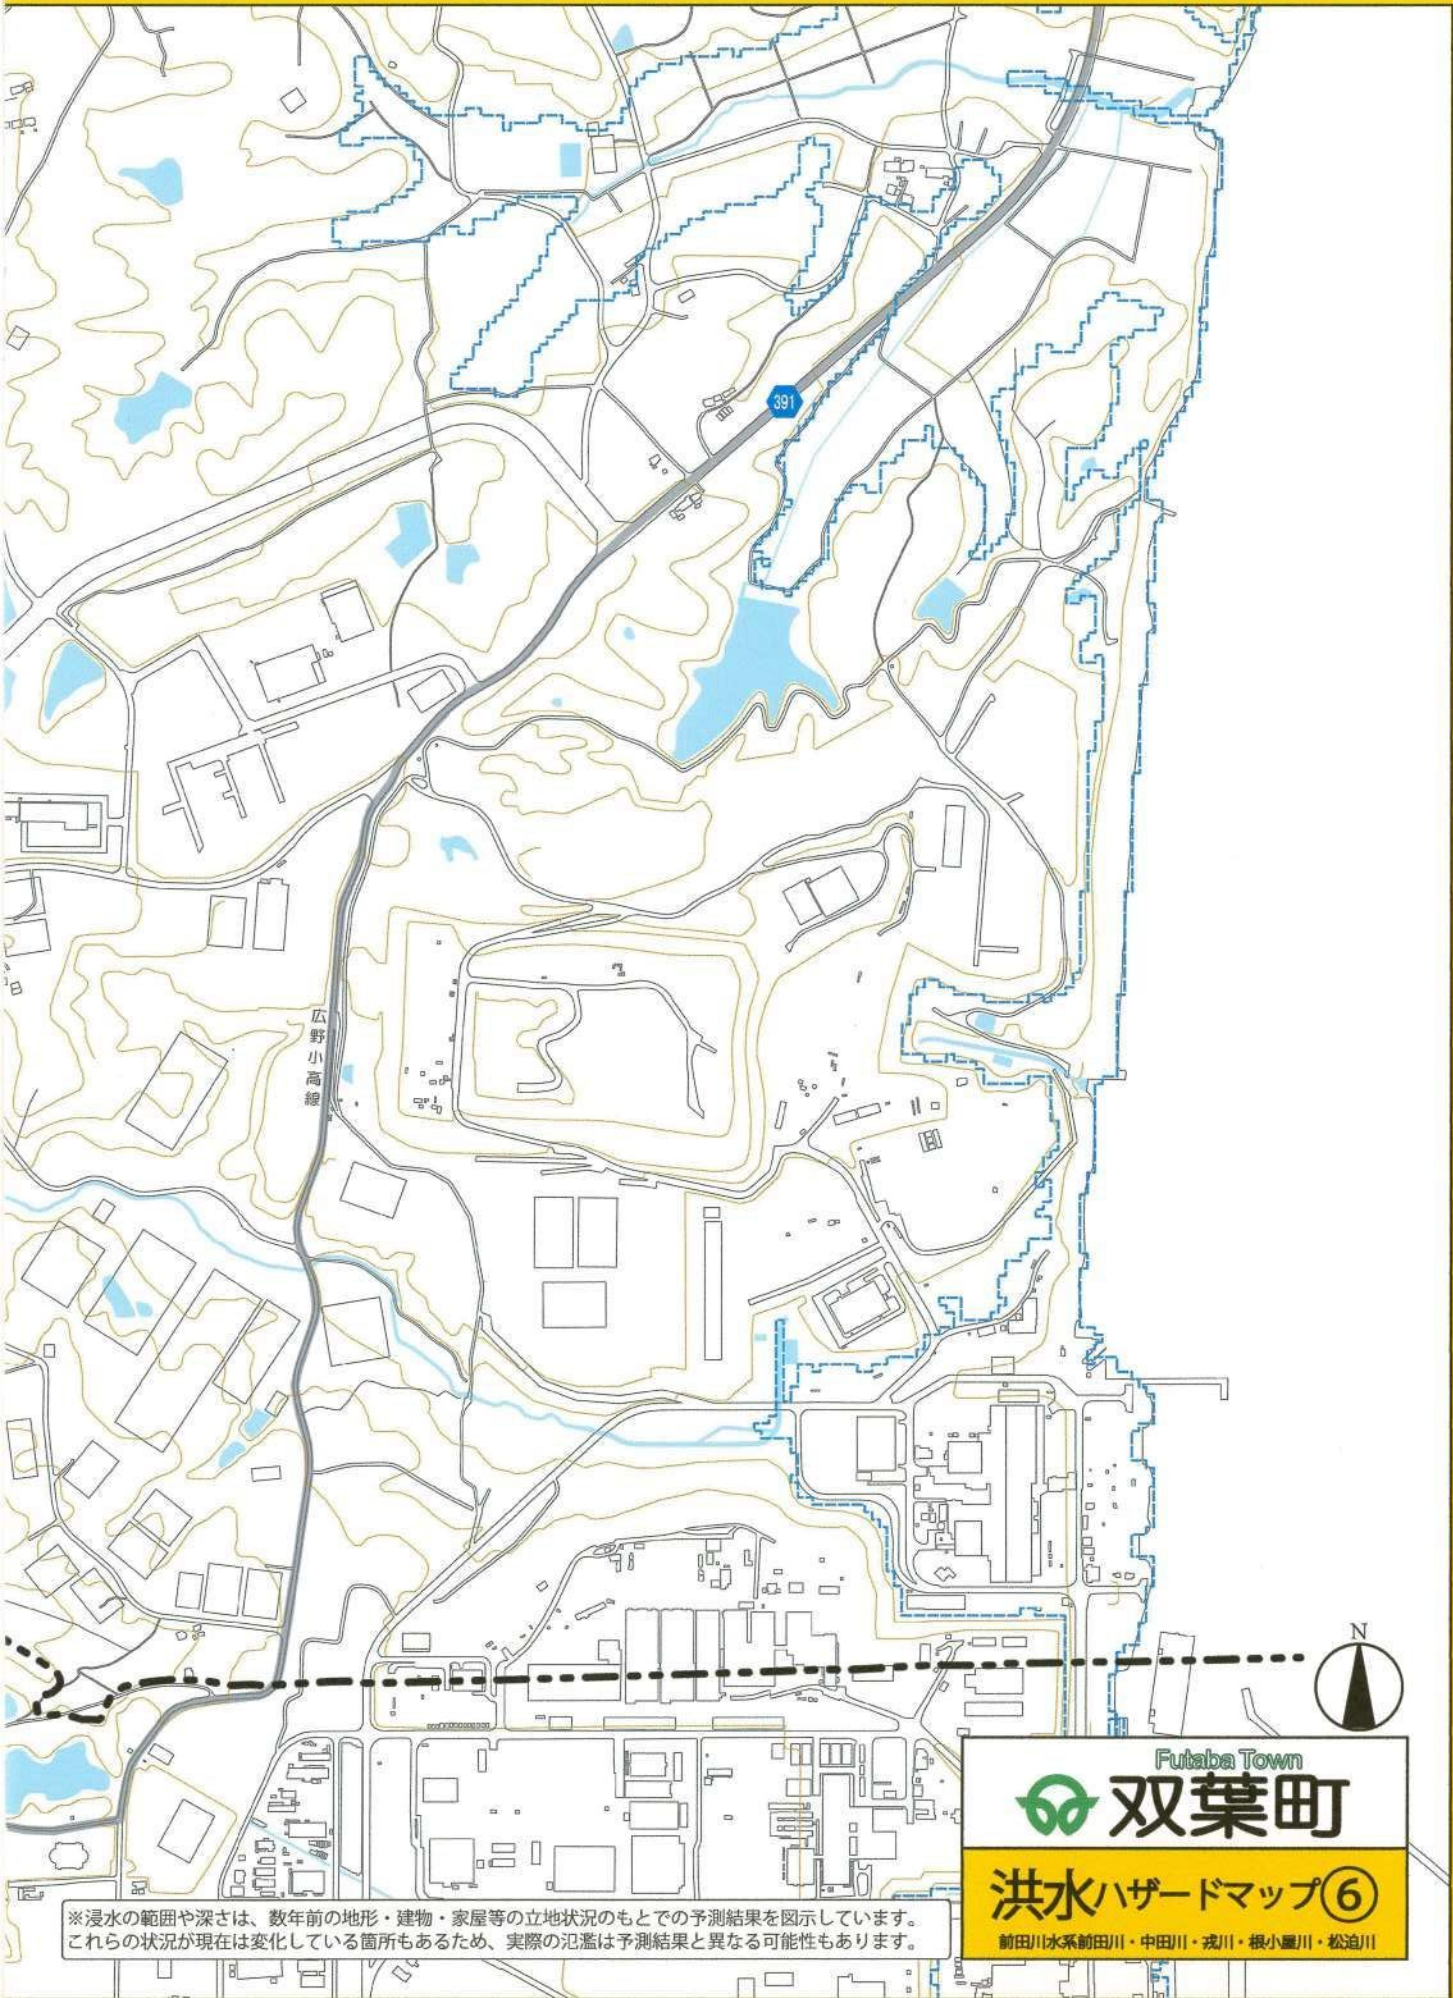 391
広野小高線
N
Futaba Town
双葉町
洪水ハザードマップ⑥
前田川水系前田川・中田川・戎川・根小屋川・松迫川
※浸水の範囲や深さは、数年前の地形・建物・家屋等の立地状況のもとでの予測結果を図示しています。
これらの状況が現在は変化している箇所もあるため、実際の氾濫は予測結果と異なる可能性もあります。